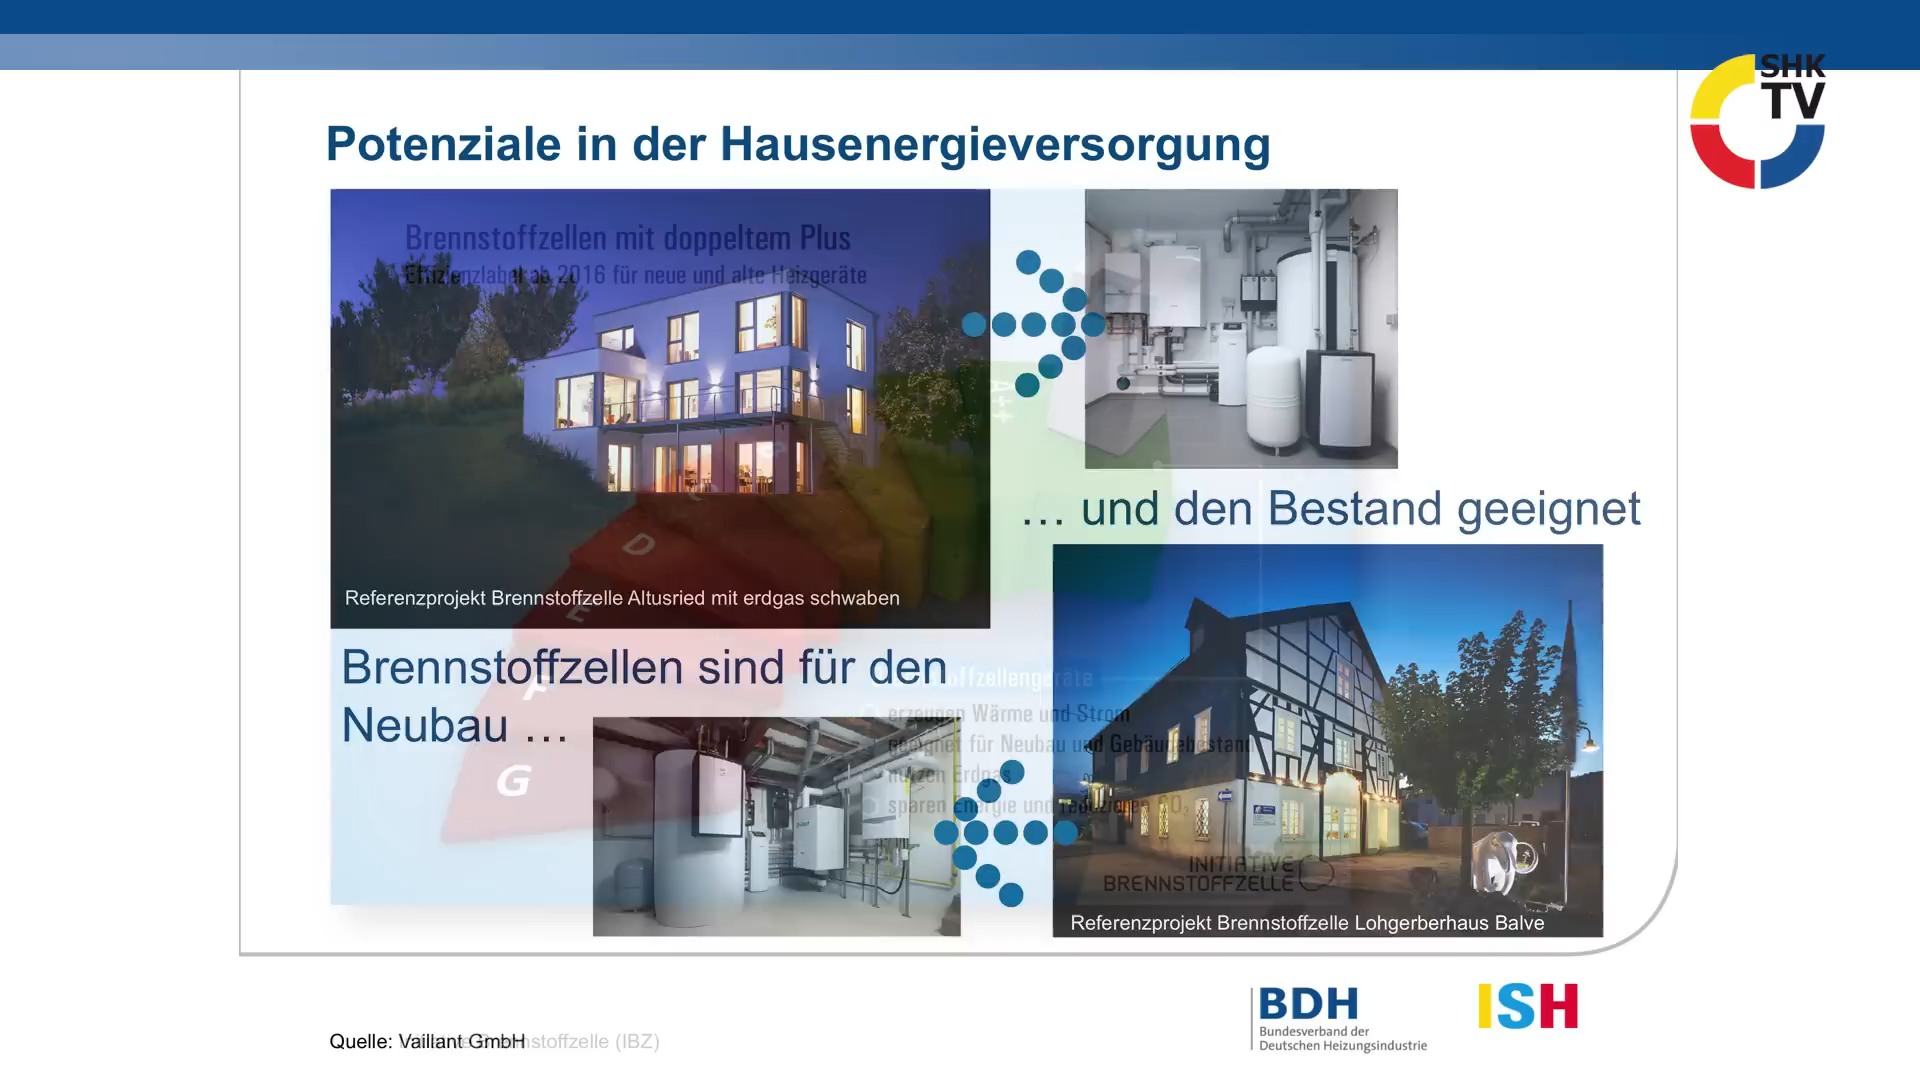 SHK
TV
Potenziale in der Hausenergieversorgung
Brennstoffzellen mit doppeltem Plus
Effizienzlabel ab 2016 für neue und alte Heizgeräte
A++
… und den Bestand geeignet
D
Referenzprojekt Brennstoffzelle Altusried mit erdgas schwaben
E
Brennstoffzellen sind für den
Neubau …
F
G
erzeugen Wärme und Strom
geeignet für Neubau und Gebäudebestand
nutzen Erdgas
sparen Energie und reduzieren CO₂
INITIATIVE
BRENNSTOFFZELLE
Referenzprojekt Brennstoffzelle Lohgerberhaus Balve
BDH
Bundesverband der
Deutschen Heizungsindustrie
ISH
Quelle: Vaillant GmbH
Brennstoffzelle (IBZ)